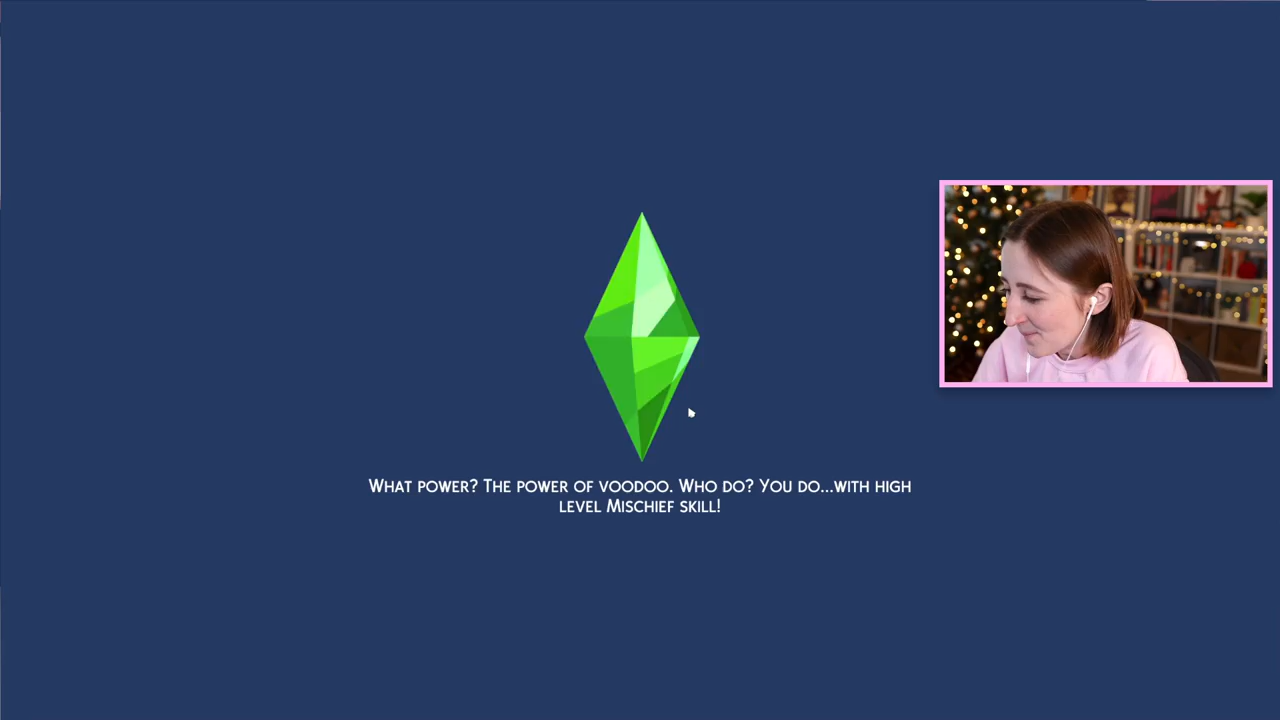 What power? The power of voodoo. Who do? You do...with high
level Mischief skill!